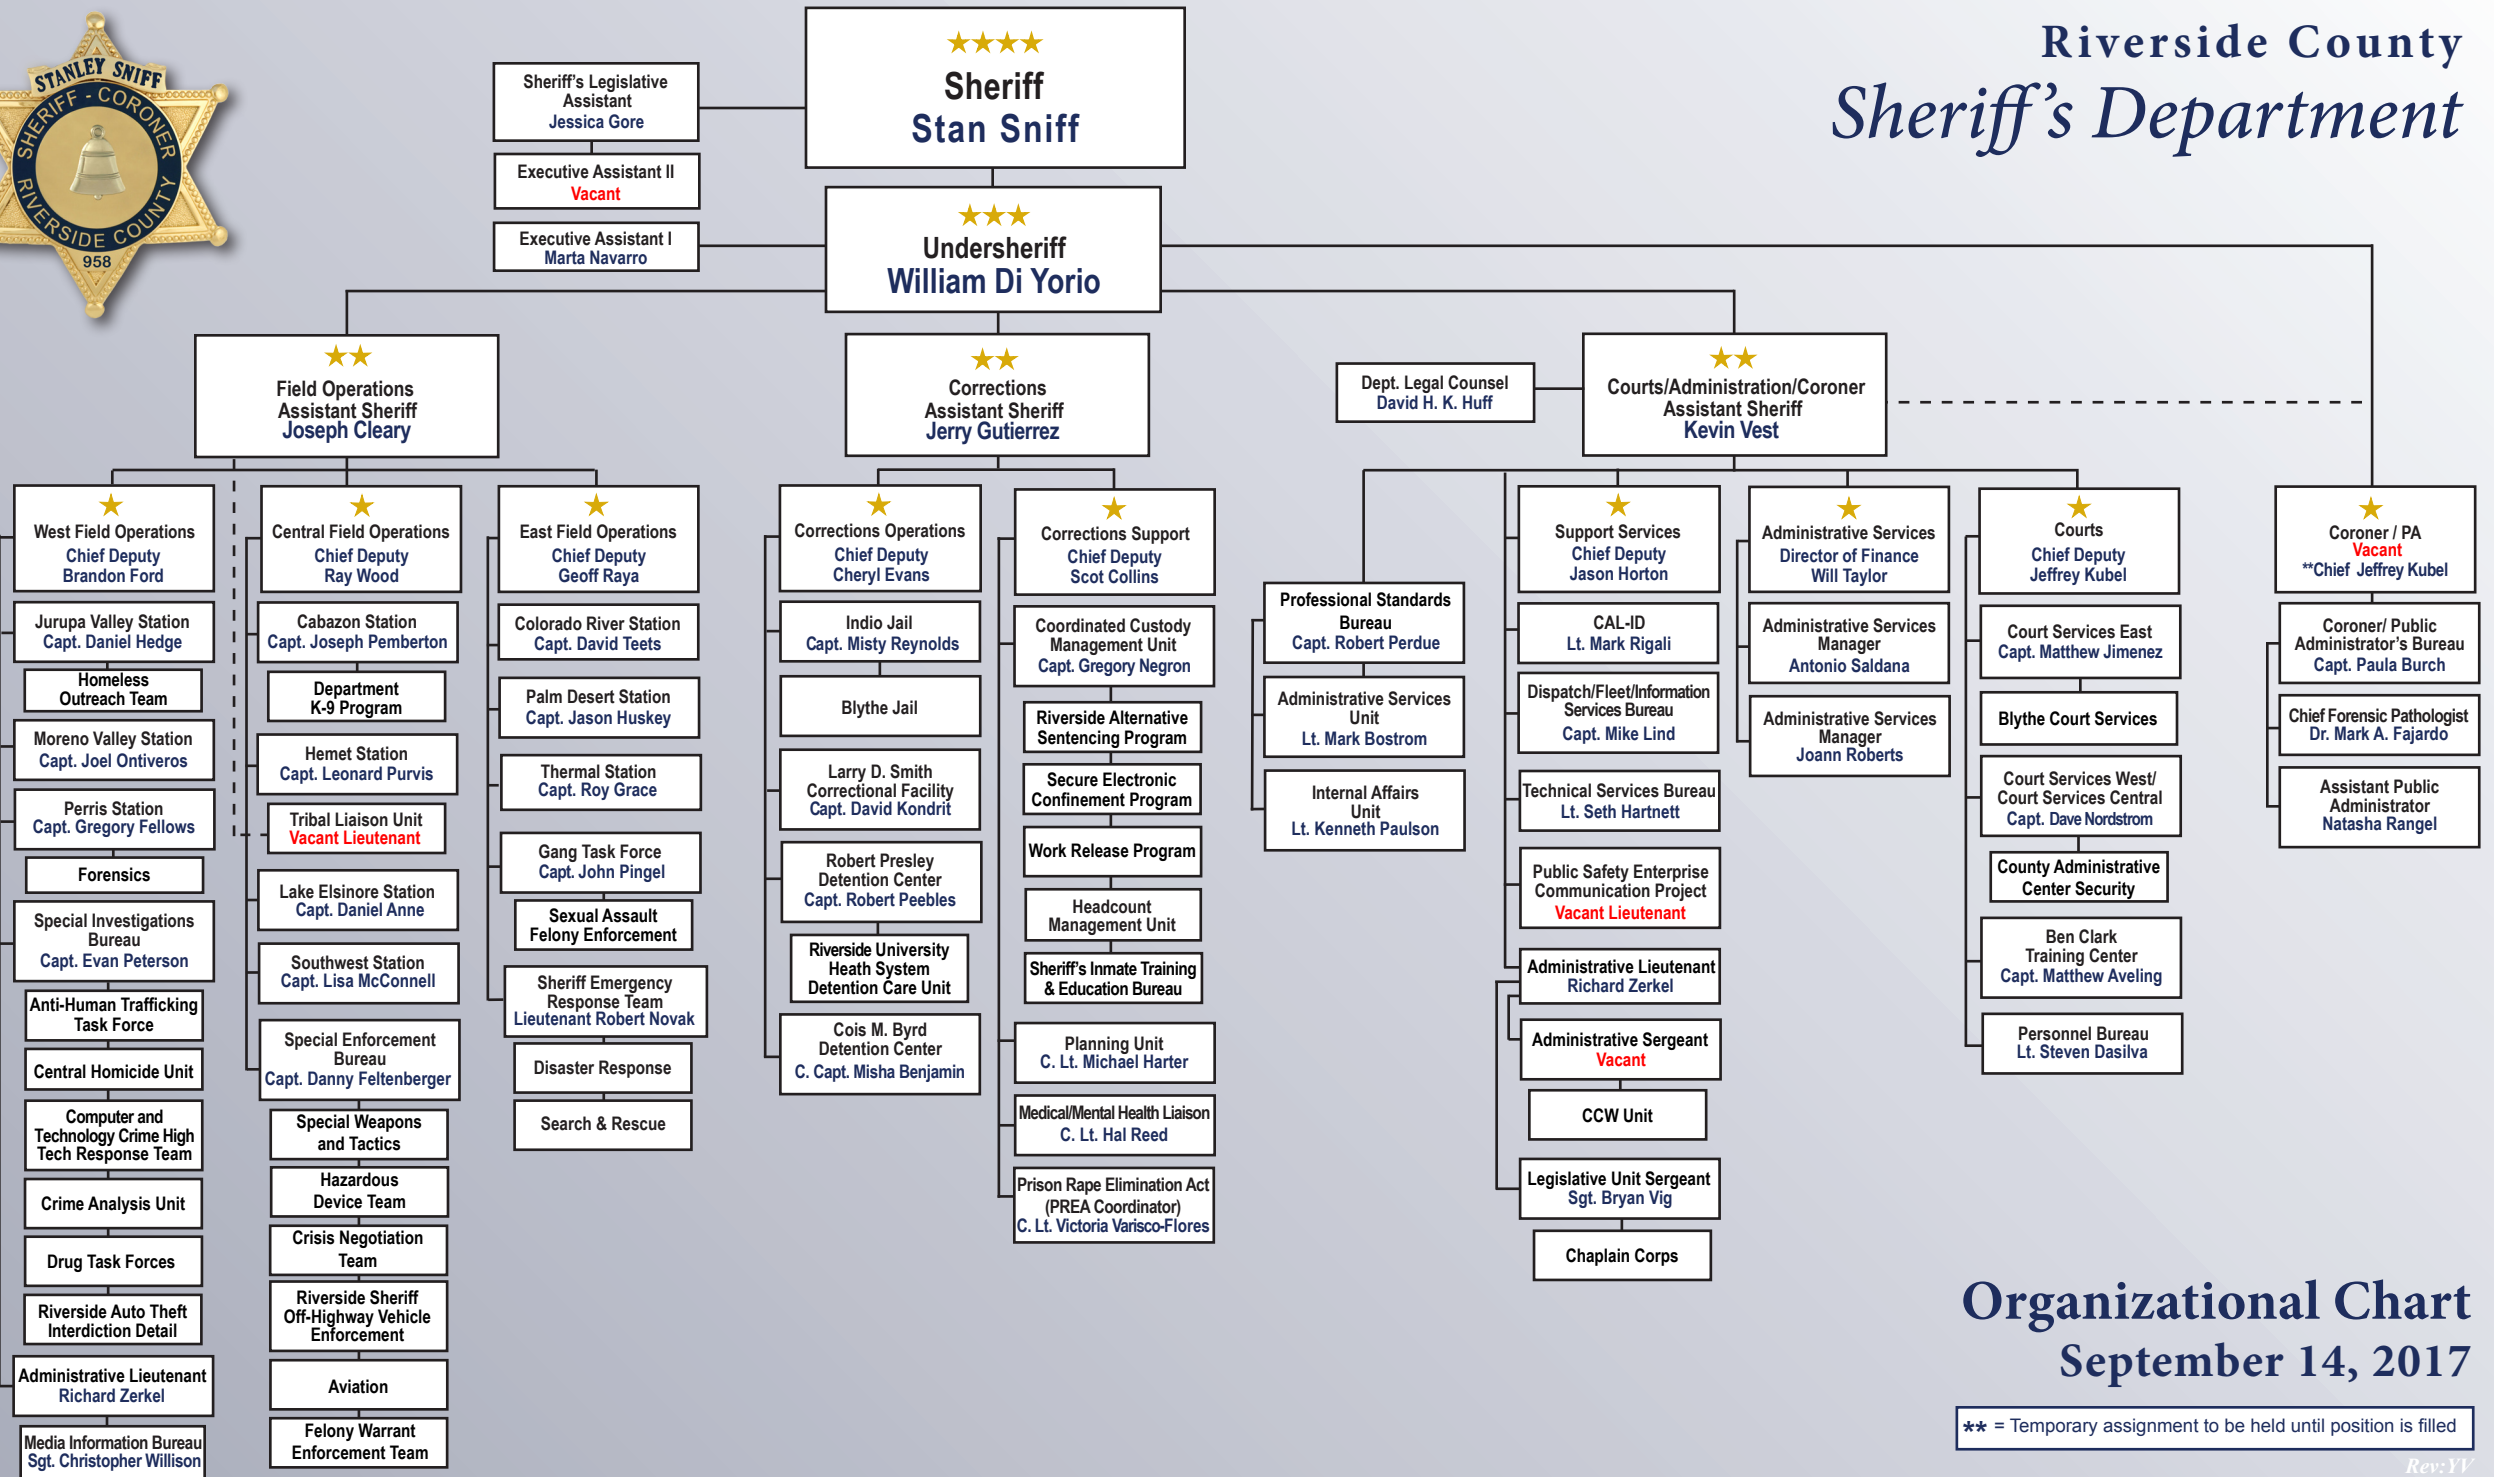 STANLEY SNIFF
SHERIFF - CORONER
RIVERSIDE COUNTY
958
Riverside County
Sheriff's Department
Sheriff
Stan Sniff
Sheriff's Legislative
Assistant
Jessica Gore
Executive Assistant II
Vacant
Executive Assistant I
Marta Navarro
Undersheriff
William Di Yorio
Field Operations
Assistant Sheriff
Joseph Cleary
Corrections
Assistant Sheriff
Jerry Gutierrez
Dept. Legal Counsel
David H. K. Huff
Courts/Administration/Coroner
Assistant Sheriff
Kevin Vest
West Field Operations
Chief Deputy
Brandon Ford
Jurupa Valley Station
Capt. Daniel Hedge
Homeless
Outreach Team
Moreno Valley Station
Capt. Joel Ontiveros
Perris Station
Capt. Gregory Fellows
Forensics
Special Investigations
Bureau
Capt. Evan Peterson
Anti-Human Trafficking
Task Force
Central Homicide Unit
Computer and
Technology Crime High
Tech Response Team
Crime Analysis Unit
Drug Task Forces
Riverside Auto Theft
Interdiction Detail
Administrative Lieutenant
Richard Zerkel
Media Information Bureau
Sgt. Christopher Willison
Central Field Operations
Chief Deputy
Ray Wood
Cabazon Station
Capt. Joseph Pemberton
Department
K-9 Program
Hemet Station
Capt. Leonard Purvis
Tribal Liaison Unit
Vacant Lieutenant
Lake Elsinore Station
Capt. Daniel Anne
Southwest Station
Capt. Lisa McConnell
Special Enforcement
Bureau
Capt. Danny Feltenberger
Special Weapons
and Tactics
Hazardous
Device Team
Crisis Negotiation
Team
Riverside Sheriff
Off-Highway Vehicle
Enforcement
Aviation
Felony Warrant
Enforcement Team
East Field Operations
Chief Deputy
Geoff Raya
Colorado River Station
Capt. David Teets
Palm Desert Station
Capt. Jason Huskey
Thermal Station
Capt. Roy Grace
Gang Task Force
Capt. John Pingel
Sexual Assault
Felony Enforcement
Sheriff Emergency
Response Team
Lieutenant Robert Novak
Disaster Response
Search & Rescue
Corrections Operations
Chief Deputy
Cheryl Evans
Indio Jail
Capt. Misty Reynolds
Blythe Jail
Larry D. Smith
Correctional Facility
Capt. David Kondrit
Robert Presley
Detention Center
Capt. Robert Peebles
Riverside University
Heath System
Detention Care Unit
Cois M. Byrd
Detention Center
C. Capt. Misha Benjamin
Corrections Support
Chief Deputy
Scot Collins
Coordinated Custody
Management Unit
Capt. Gregory Negron
Riverside Alternative
Sentencing Program
Secure Electronic
Confinement Program
Work Release Program
Headcount
Management Unit
Sheriff's Inmate Training
& Education Bureau
Planning Unit
C. Lt. Michael Harter
Medical/Mental Health Liaison
C. Lt. Hal Reed
Prison Rape Elimination Act
(PREA Coordinator)
C. Lt. Victoria Varisco-Flores
Professional Standards
Bureau
Capt. Robert Perdue
Administrative Services
Unit
Lt. Mark Bostrom
Internal Affairs
Unit
Lt. Kenneth Paulson
Support Services
Chief Deputy
Jason Horton
CAL-ID
Lt. Mark Rigali
Dispatch/Fleet/Information
Services Bureau
Capt. Mike Lind
Technical Services Bureau
Lt. Seth Hartnett
Public Safety Enterprise
Communication Project
Vacant Lieutenant
Administrative Lieutenant
Richard Zerkel
Administrative Sergeant
Vacant
CCW Unit
Legislative Unit Sergeant
Sgt. Bryan Vig
Chaplain Corps
Administrative Services
Director of Finance
Will Taylor
Administrative Services
Manager
Antonio Saldana
Administrative Services
Manager
Joann Roberts
Courts
Chief Deputy
Jeffrey Kubel
Court Services East
Capt. Matthew Jimenez
Blythe Court Services
Court Services West/
Court Services Central
Capt. Dave Nordstrom
County Administrative
Center Security
Ben Clark
Training Center
Capt. Matthew Aveling
Personnel Bureau
Lt. Steven Dasilva
Coroner / PA
Vacant
**Chief Jeffrey Kubel
Coroner/ Public
Administrator's Bureau
Capt. Paula Burch
Chief Forensic Pathologist
Dr. Mark A. Fajardo
Assistant Public
Administrator
Natasha Rangel
Organizational Chart
September 14, 2017
** = Temporary assignment to be held until position is filled
Rev:YV